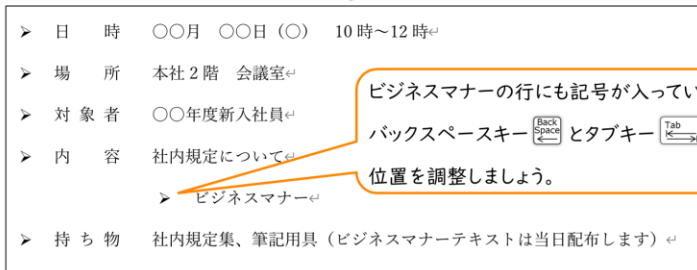 ➢ 日　時　〇〇月　〇〇日（〇）　10時～12時↵
➢ 場　所　本社２階　会議室↵
➢ 対象者　〇〇年度新入社員↵
➢ 内　容　社内規定について↵
➢ ビジネスマナー↵
➢ 持ち物　社内規定集、筆記用具（ビジネスマナーテキストは当日配布します）↵
ビジネスマナーの行にも記号が入ってい
バックスペースキー Back Space とタブキー Tab
位置を調整しましょう。